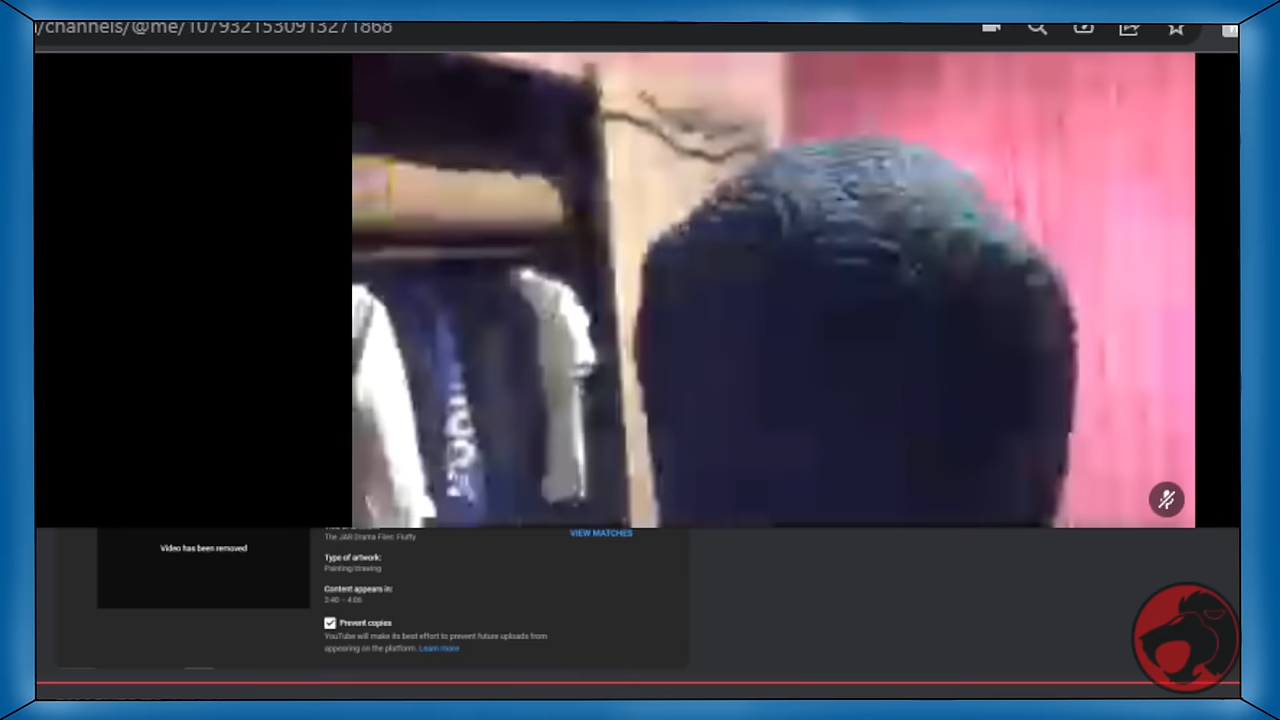 /channels/@me/1079321530913271868
The JAR Drama Files: Fluffy
VIEW MATCHES
Video has been removed
Type of artwork:
Painting/drawing
Content appears in:
3:40 – 4:06
Prevent copies
YouTube will make its best effort to prevent future uploads from
appearing on the platform. Learn more